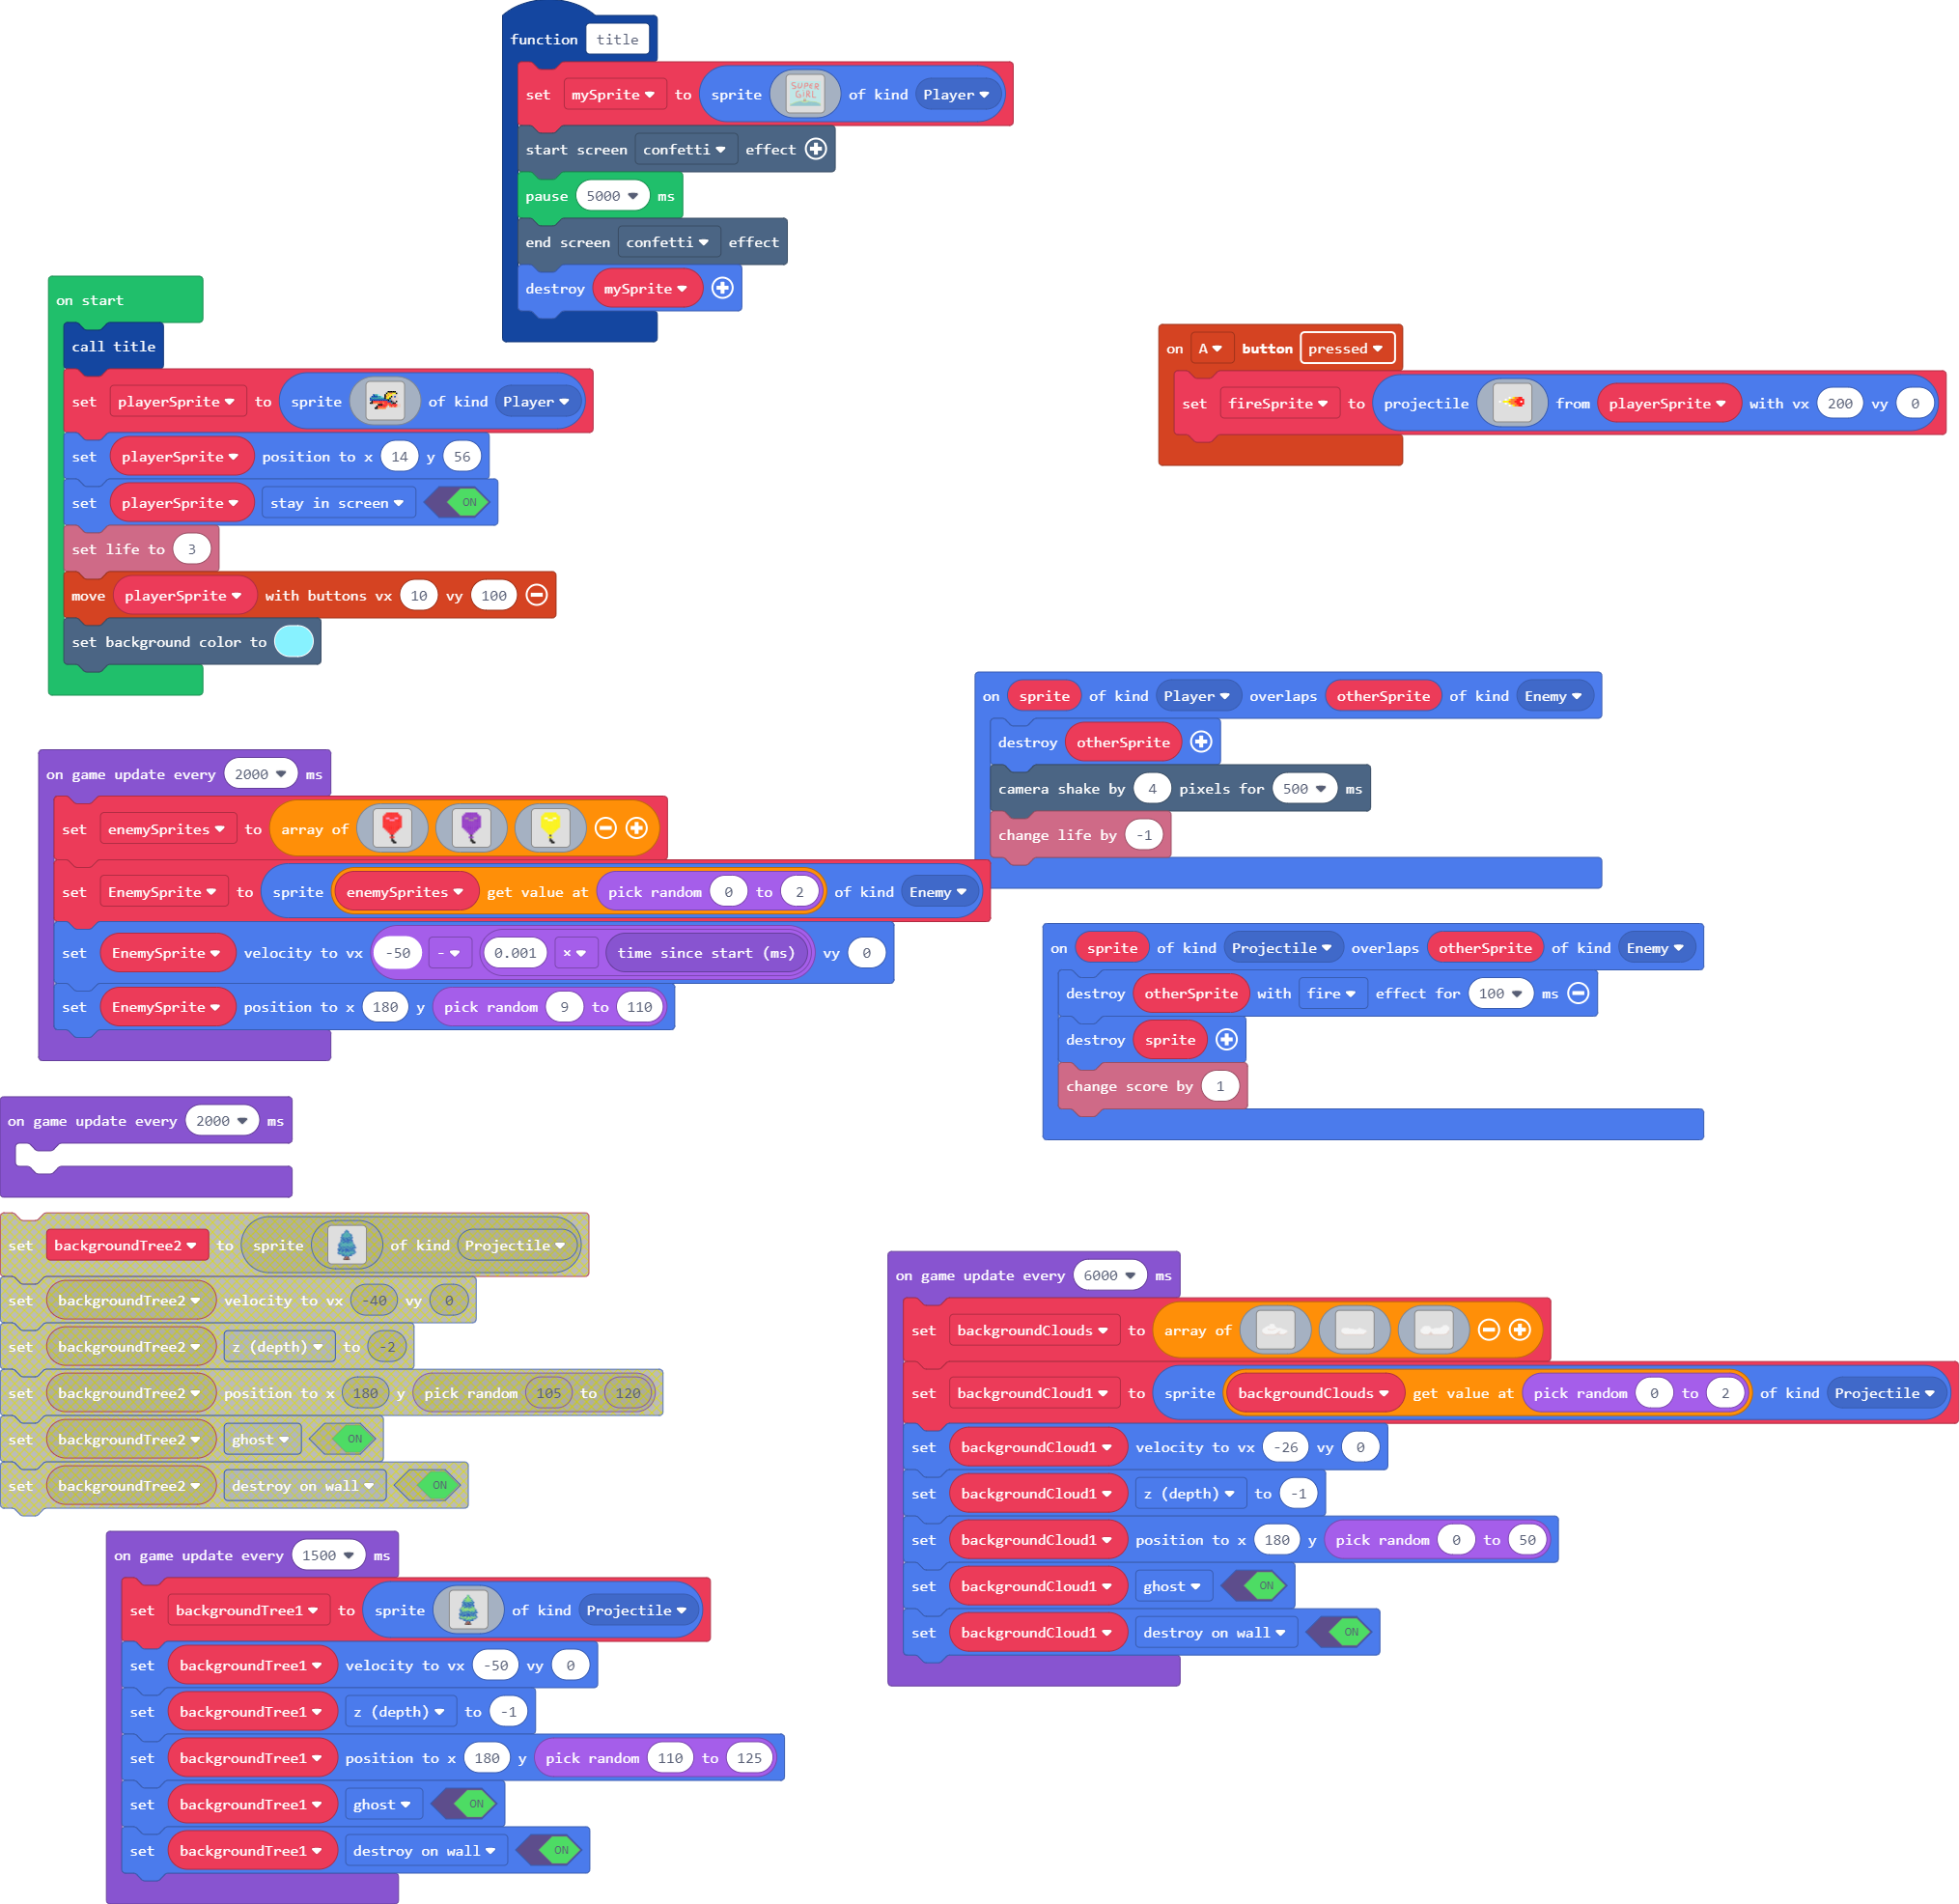 function title
set mySprite to sprite SUPER GIRL of kind Player
start screen confetti effect
pause 5000 ms
end screen confetti effect
destroy mySprite
on start
call title
set playerSprite to sprite of kind Player
set playerSprite position to x 14 y 56
set playerSprite stay in screen ON
set life to 3
move playerSprite with buttons vx 10 vy 100
set background color to
on A button pressed
set fireSprite to projectile from playerSprite with vx 200 vy 0
on sprite of kind Player overlaps otherSprite of kind Enemy
destroy otherSprite
camera shake by 4 pixels for 500 ms
change life by -1
on game update every 2000 ms
set enemySprites to array of
set EnemySprite to sprite enemySprites get value at pick random 0 to 2 of kind Enemy
set EnemySprite velocity to vx -50 - 0.001 × time since start (ms) vy 0
set EnemySprite position to x 180 y pick random 9 to 110
on sprite of kind Projectile overlaps otherSprite of kind Enemy
destroy otherSprite with fire effect for 100 ms
destroy sprite
change score by 1
on game update every 2000 ms
set backgroundTree2 to sprite of kind Projectile
set backgroundTree2 velocity to vx -40 vy 0
set backgroundTree2 z (depth) to -2
set backgroundTree2 position to x 180 y pick random 105 to 120
set backgroundTree2 ghost ON
set backgroundTree2 destroy on wall ON
on game update every 6000 ms
set backgroundClouds to array of
set backgroundCloud1 to sprite backgroundClouds get value at pick random 0 to 2 of kind Projectile
set backgroundCloud1 velocity to vx -26 vy 0
set backgroundCloud1 z (depth) to -1
set backgroundCloud1 position to x 180 y pick random 0 to 50
set backgroundCloud1 ghost ON
set backgroundCloud1 destroy on wall ON
on game update every 1500 ms
set backgroundTree1 to sprite of kind Projectile
set backgroundTree1 velocity to vx -50 vy 0
set backgroundTree1 z (depth) to -1
set backgroundTree1 position to x 180 y pick random 110 to 125
set backgroundTree1 ghost ON
set backgroundTree1 destroy on wall ON